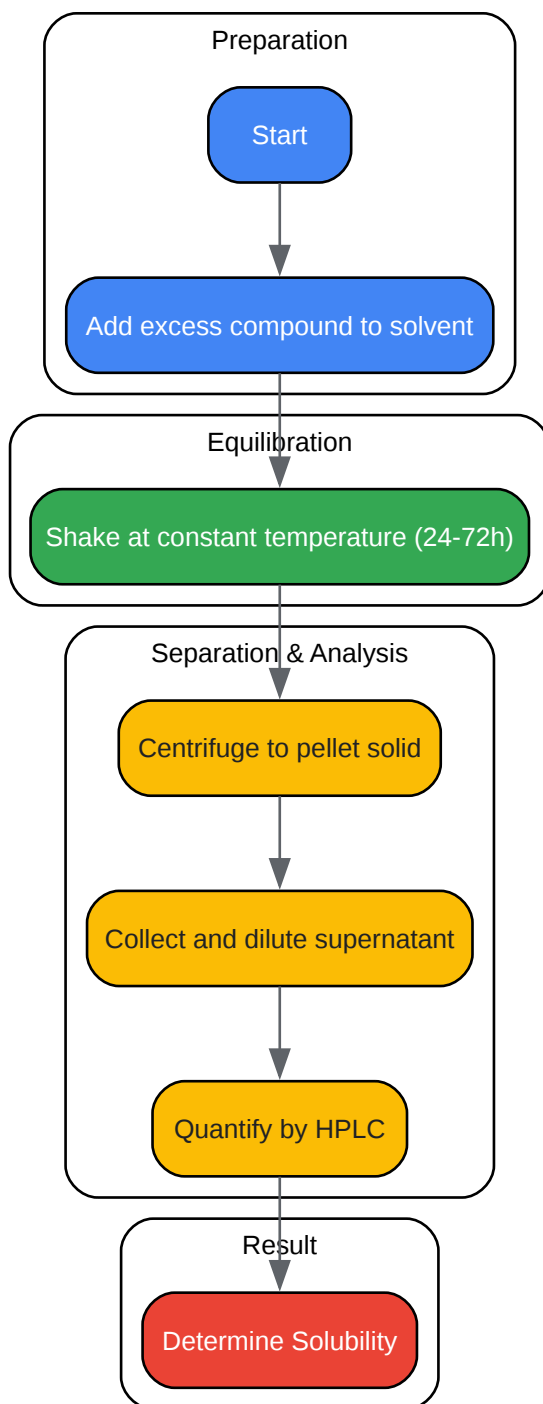 Preparation
Start
Add excess compound to solvent
Equilibration
Shake at constant temperature (24-72h)
Separation & Analysis
Centrifuge to pellet solid
Collect and dilute supernatant
Quantify by HPLC
Result
Determine Solubility